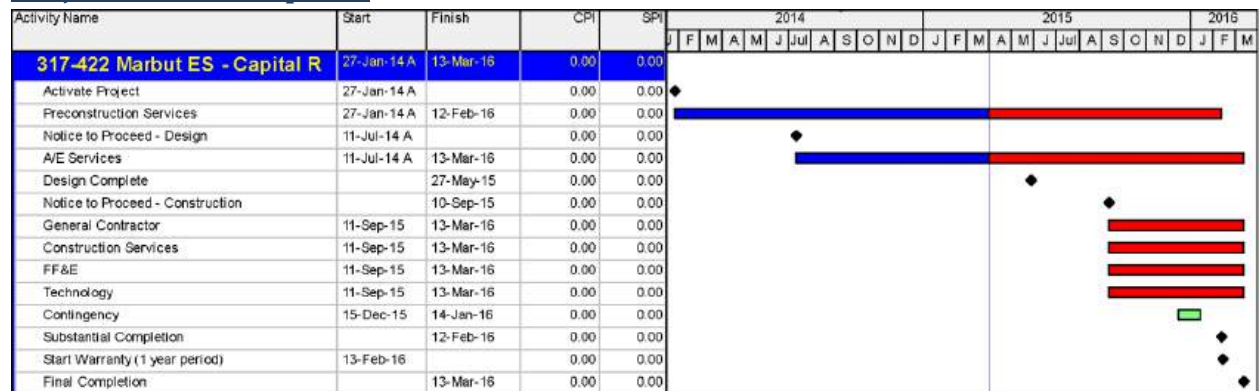 Activity Name Start Finish CPI SPI 2014 2015 2016
J F M A M J Jul A S O N D J F M A M J Jul A S O N D J F M
317-422 Marbut ES - Capital R 27-Jan-14 A 13-Mar-16 0.00 0.00
Activate Project 27-Jan-14 A 0.00 0.00
Preconstruction Services 27-Jan-14 A 12-Feb-16 0.00 0.00
Notice to Proceed - Design 11-Jul-14 A 0.00 0.00
A/E Services 11-Jul-14 A 13-Mar-16 0.00 0.00
Design Complete 27-May-15 0.00 0.00
Notice to Proceed - Construction 10-Sep-15 0.00 0.00
General Contractor 11-Sep-15 13-Mar-16 0.00 0.00
Construction Services 11-Sep-15 13-Mar-16 0.00 0.00
FF&E 11-Sep-15 13-Mar-16 0.00 0.00
Technology 11-Sep-15 13-Mar-16 0.00 0.00
Contingency 15-Dec-15 14-Jan-16 0.00 0.00
Substantial Completion 12-Feb-16 0.00 0.00
Start Warranty (1 year period) 13-Feb-16 0.00 0.00
Final Completion 13-Mar-16 0.00 0.00